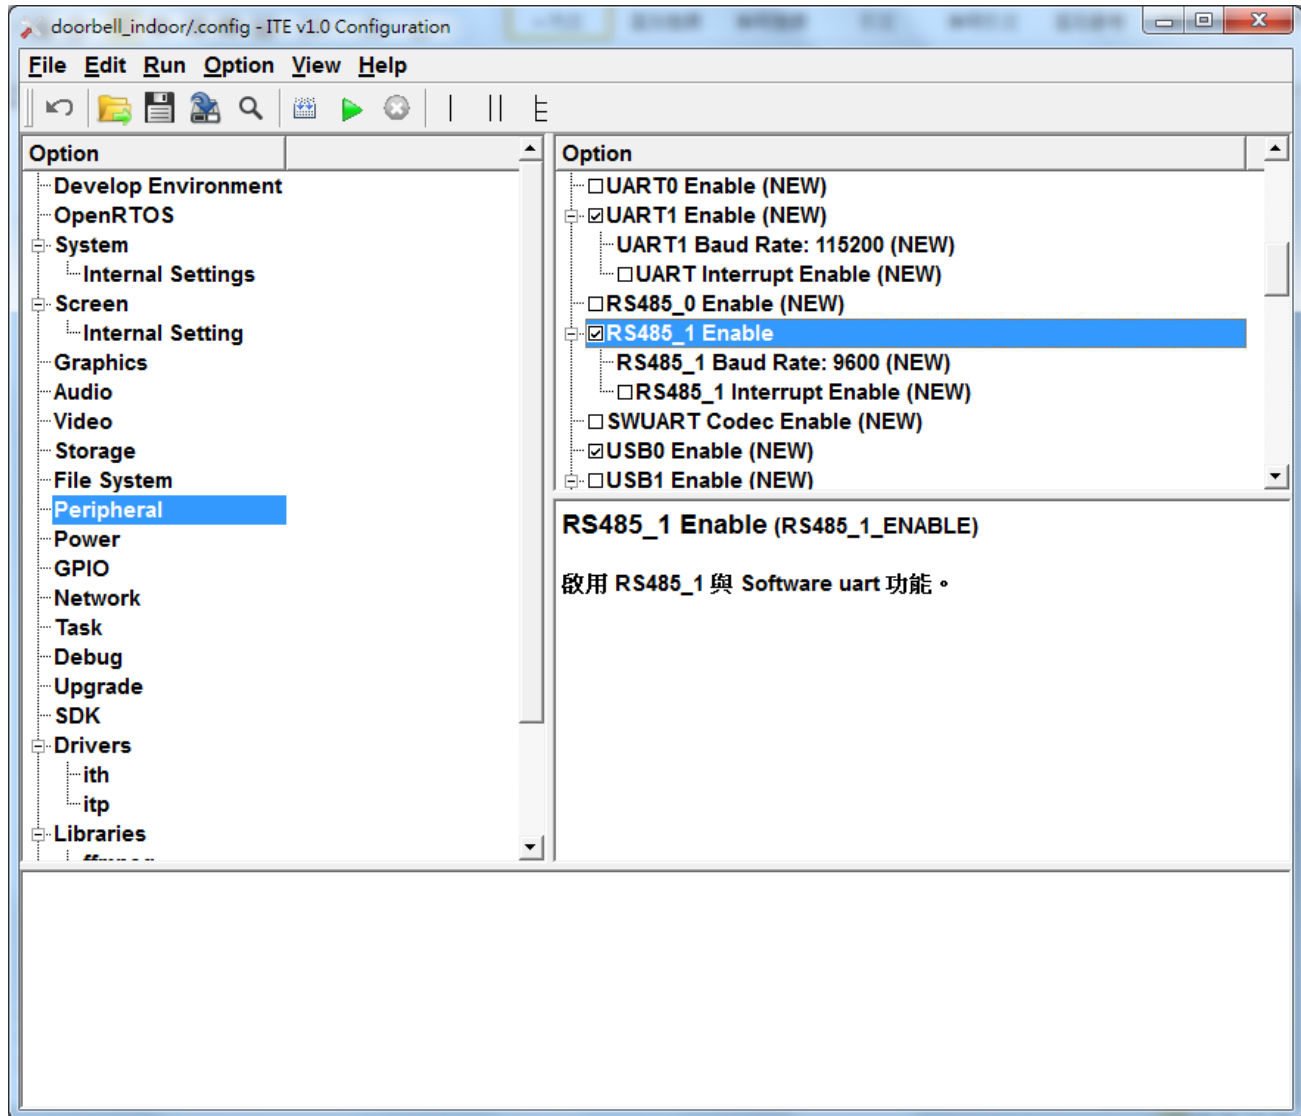 doorbell_indoor/.config - ITE v1.0 Configuration
File Edit Run Option View Help
Option
Develop Environment
OpenRTOS
System
Internal Settings
Screen
Internal Setting
Graphics
Audio
Video
Storage
File System
Peripheral
Power
GPIO
Network
Task
Debug
Upgrade
SDK
Drivers
ith
itp
Libraries
Option
UART0 Enable (NEW)
UART1 Enable (NEW)
UART1 Baud Rate: 115200 (NEW)
UART Interrupt Enable (NEW)
RS485_0 Enable (NEW)
RS485_1 Enable
RS485_1 Baud Rate: 9600 (NEW)
RS485_1 Interrupt Enable (NEW)
SWUART Codec Enable (NEW)
USB0 Enable (NEW)
USB1 Enable (NEW)
RS485_1 Enable (RS485_1_ENABLE)
啟用 RS485_1 與 Software uart 功能。